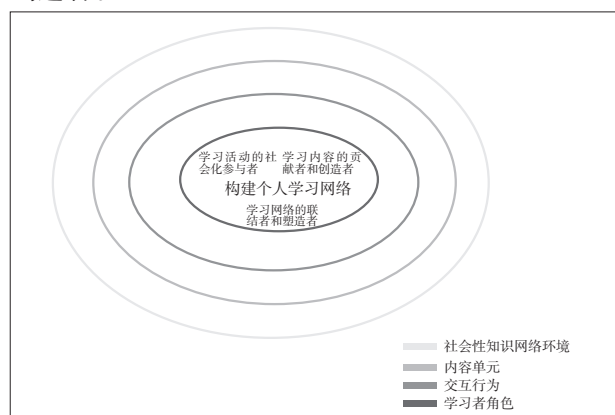 学习活动的社 学习内容的贡
会化参与者 献者和创造者
构建个人学习网络
学习网络的联
结者和塑造者
社会性知识网络环境
内容单元
交互行为
学习者角色